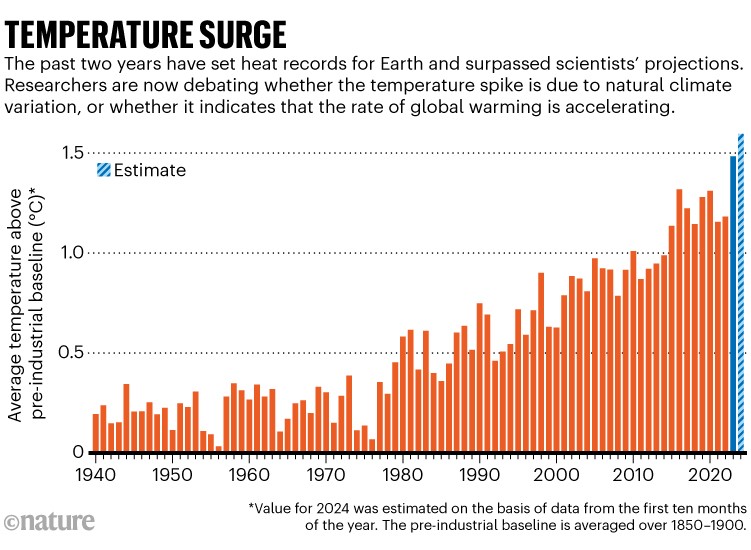 TEMPERATURE SURGE
The past two years have set heat records for Earth and surpassed scientists’ projections.
Researchers are now debating whether the temperature spike is due to natural climate
variation, or whether it indicates that the rate of global warming is accelerating.
1.5
Estimate
Average temperature above
pre-industrial baseline (°C)*
1.0
0.5
0
1940 1950 1960 1970 1980 1990 2000 2010 2020
*Value for 2024 was estimated on the basis of data from the first ten months
of the year. The pre-industrial baseline is averaged over 1850–1900.
©nature